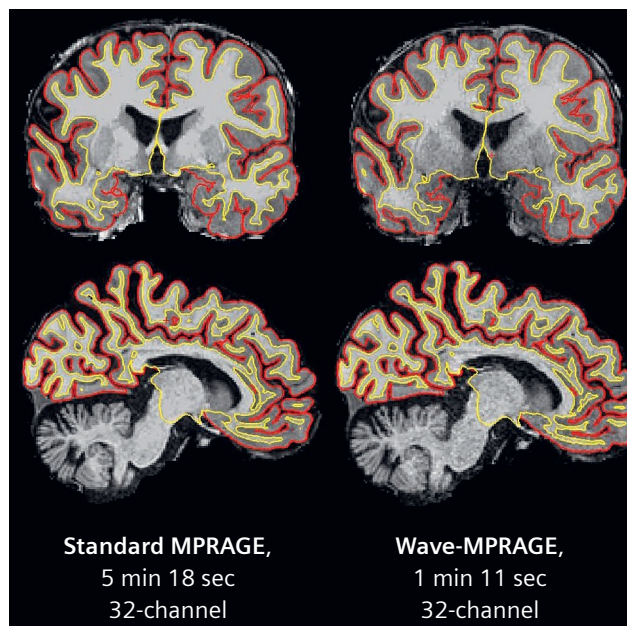 Standard MPRAGE,
5 min 18 sec
32-channel
Wave-MPRAGE,
1 min 11 sec
32-channel